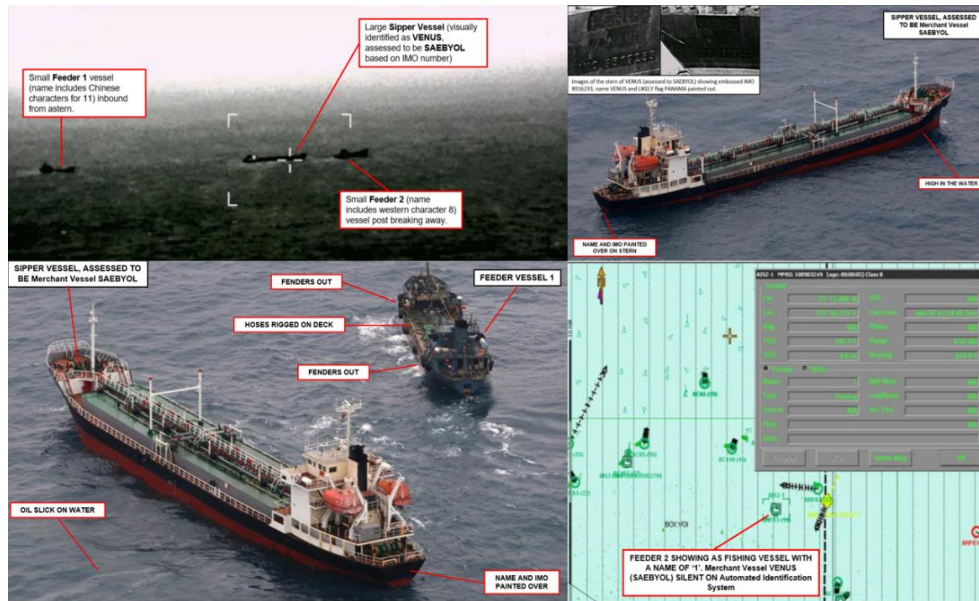 Large Sipper Vessel (visually
identified as VENUS,
assessed to be SAEBYOL
based on IMO number)
Small Feeder 1 vessel
(name includes Chinese
characters for 11) inbound
from astern.
Small Feeder 2 (name
includes western character 8)
vessel post breaking away.
Images of the stern of VENUS (assessed to SAEBYOL) showing embossed IMO
8916293, name VENUS and LIKELY flag PANAMA painted out.
SIPPER VESSEL, ASSESSED
TO BE Merchant Vessel
SAEBYOL
HIGH IN THE WATER
NAME AND IMO PAINTED
OVER ON STERN
SIPPER VESSEL, ASSESSED TO
BE Merchant Vessel SAEBYOL
FENDERS OUT
FEEDER VESSEL 1
HOSES RIGGED ON DECK
FENDERS OUT
OIL SLICK ON WATER
NAME AND IMO
PAINTED OVER
BOX VOI
FEEDER 2 SHOWING AS FISHING VESSEL WITH
A NAME OF '1'. Merchant Vessel VENUS
(SAEBYOL) SILENT ON Automated Identification
System